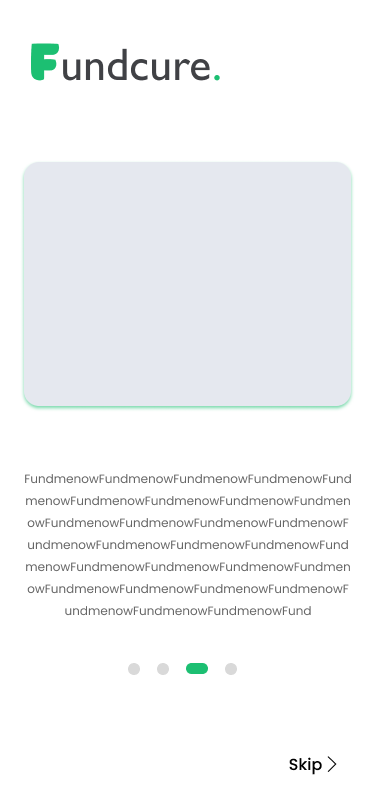 Fundcure.
FundmenowFundmenowFundmenowFundmenowFund
menowFundmenowFundmenowFundmenowFundmen
owFundmenowFundmenowFundmenowFundmenowF
undmenowFundmenowFundmenowFundmenowFund
menowFundmenowFundmenowFundmenowFundmen
owFundmenowFundmenowFundmenowFundmenowF
undmenowFundmenowFundmenowFund
Skip